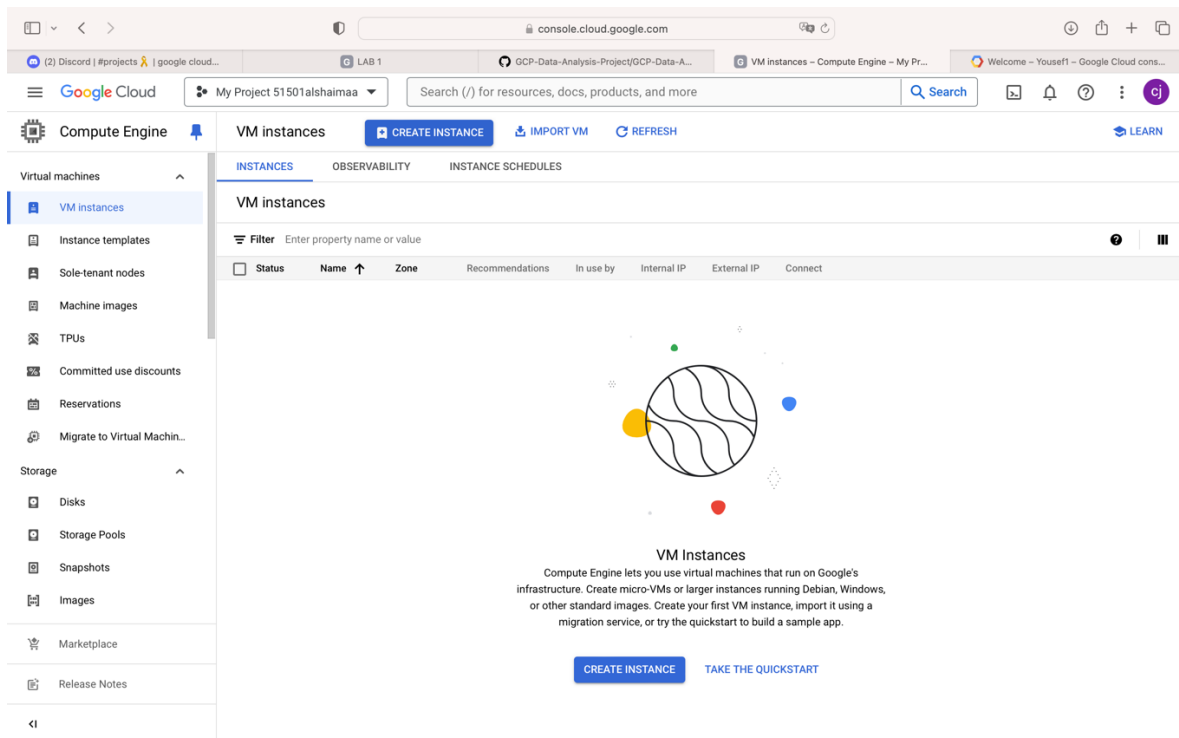 console.cloud.google.com
(2) Discord | #projects 🎗️ | google cloud...
G LAB 1
GCP-Data-Analysis-Project/GCP-Data-A...
G VM instances – Compute Engine – My Pr...
Welcome – Yousef1 – Google Cloud cons...
Google Cloud
My Project 51501alshaimaa
Search (/) for resources, docs, products, and more
Search
cj
Compute Engine
VM instances
CREATE INSTANCE
IMPORT VM
REFRESH
LEARN
Virtual machines
VM instances
Instance templates
Sole-tenant nodes
Machine images
TPUs
Committed use discounts
Reservations
Migrate to Virtual Machin...
Storage
Disks
Storage Pools
Snapshots
Images
Marketplace
Release Notes
INSTANCES
OBSERVABILITY
INSTANCE SCHEDULES
VM instances
Filter Enter property name or value
Status Name Zone Recommendations In use by Internal IP External IP Connect
VM Instances
Compute Engine lets you use virtual machines that run on Google's
infrastructure. Create micro-VMs or larger instances running Debian, Windows,
or other standard images. Create your first VM instance, import it using a
migration service, or try the quickstart to build a sample app.
CREATE INSTANCE
TAKE THE QUICKSTART